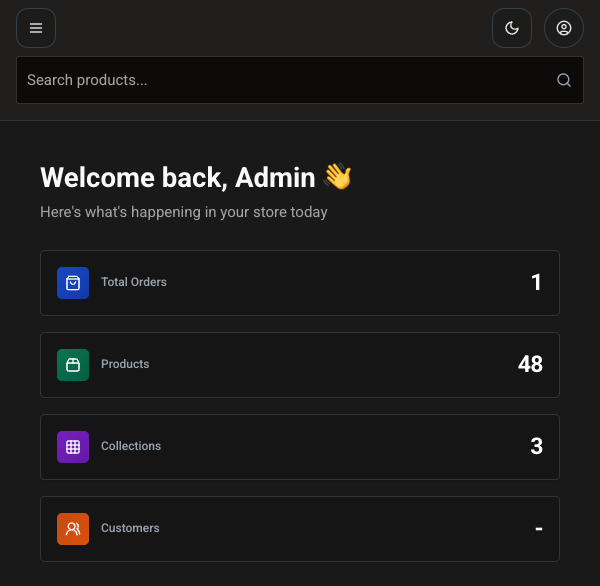 Search products...
Welcome back, Admin 👋
Here's what's happening in your store today
Total Orders 1
Products 48
Collections 3
Customers -